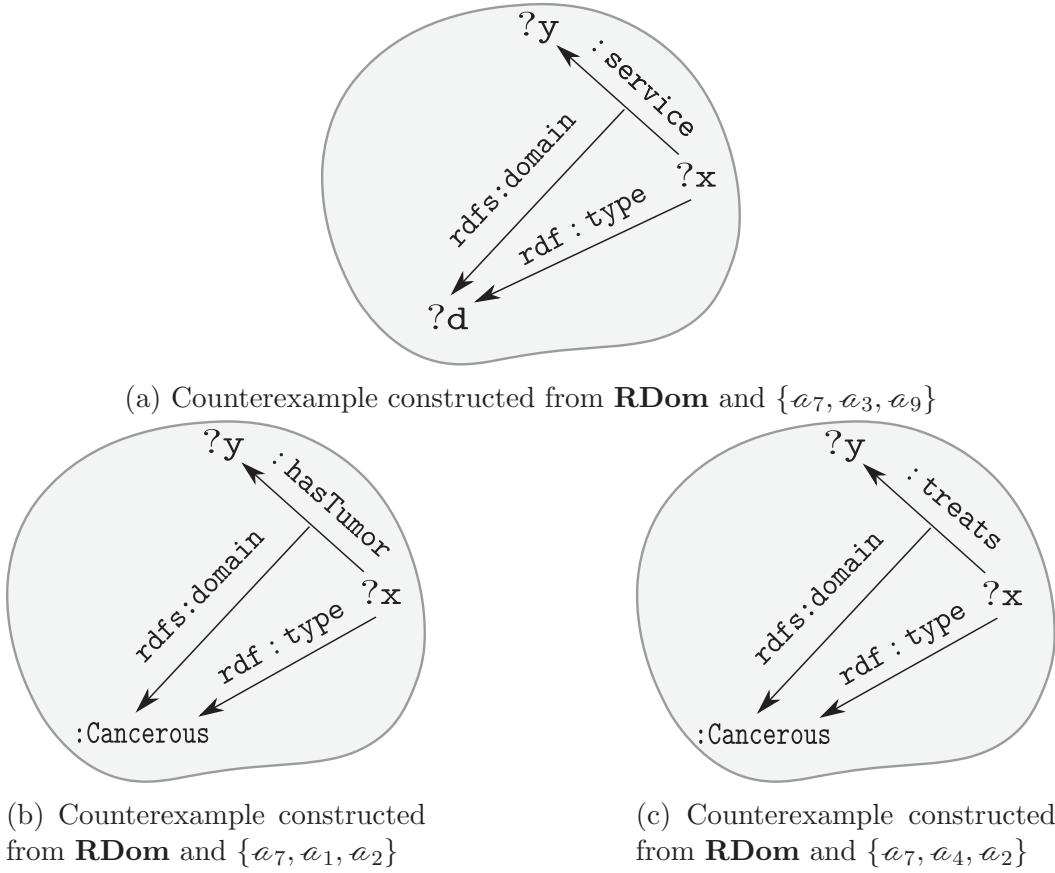 ?y
:service
rdfs:domain
?x
rdf:type
?d
(a) Counterexample constructed from RDom and {𝒶₇, 𝒶₃, 𝒶₉}
?y
:hasTumor
rdfs:domain
?x
rdf:type
:Cancerous
(b) Counterexample constructed
from RDom and {𝒶₇, 𝒶₁, 𝒶₂}
?y
:treats
rdfs:domain
?x
rdf:type
:Cancerous
(c) Counterexample constructed
from RDom and {𝒶₇, 𝒶₄, 𝒶₂}